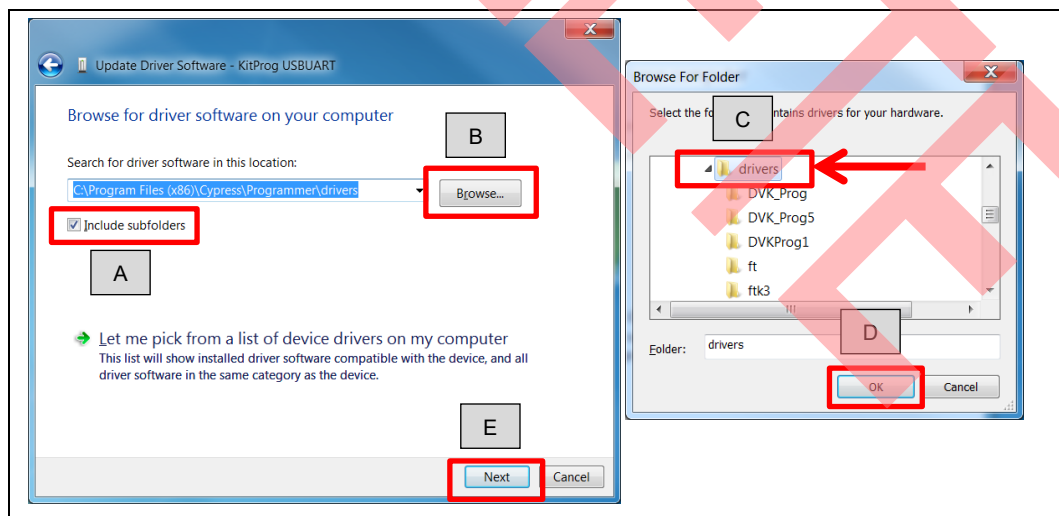 Update Driver Software - KitProg USBUART
Browse for driver software on your computer
B
Search for driver software in this location:
C:\Program Files (x86)\Cypress\Programmer\drivers
Browse...
Include subfolders
A
Let me pick from a list of device drivers on my computer
This list will show installed driver software compatible with the device, and all
driver software in the same category as the device.
E
Next Cancel
X
Browse For Folder
X
Select the fo ntains drivers for your hardware.
C
drivers
DVK_Prog
DVK_Prog5
DVKProg1
ft
ftk3
D
Folder: drivers
OK Cancel